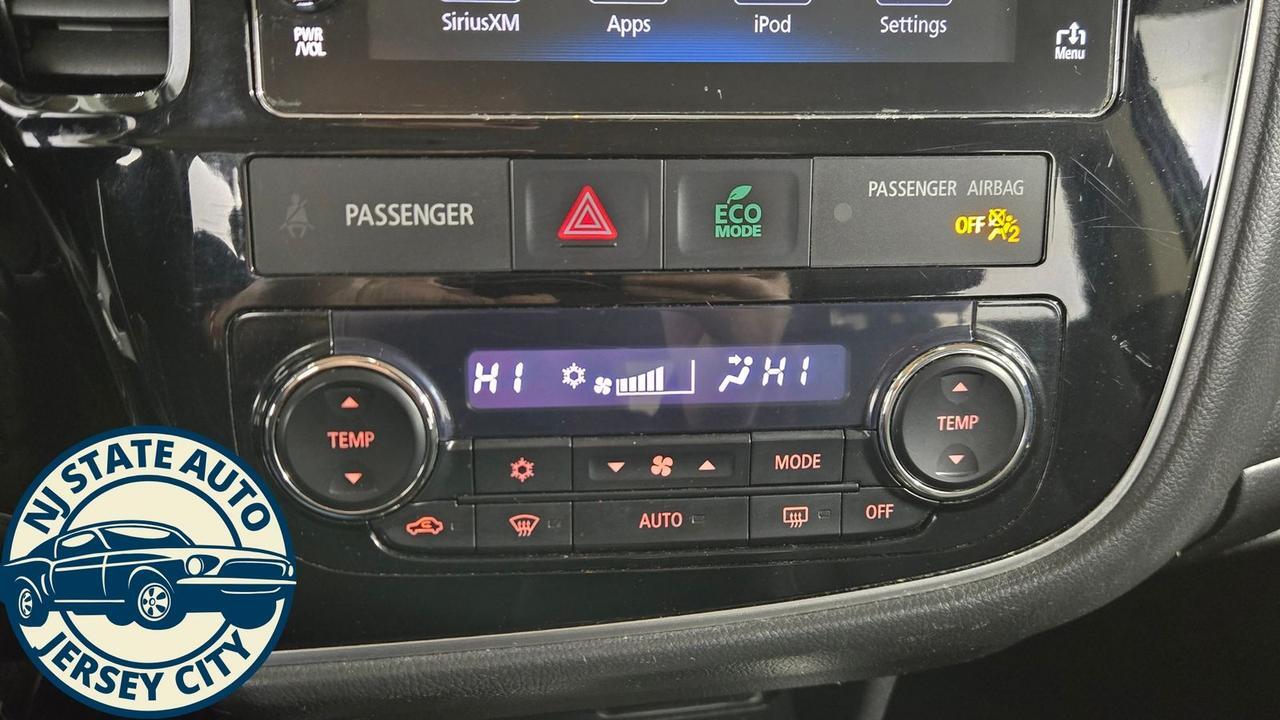 SiriusXM
Apps
iPod
Settings
PWR
/VOL
Menu
PASSENGER
ECO
MODE
PASSENGER AIRBAG
OFF 2
HI
HI
TEMP
TEMP
MODE
AUTO
OFF
NJ STATE AUTO
JERSEY CITY